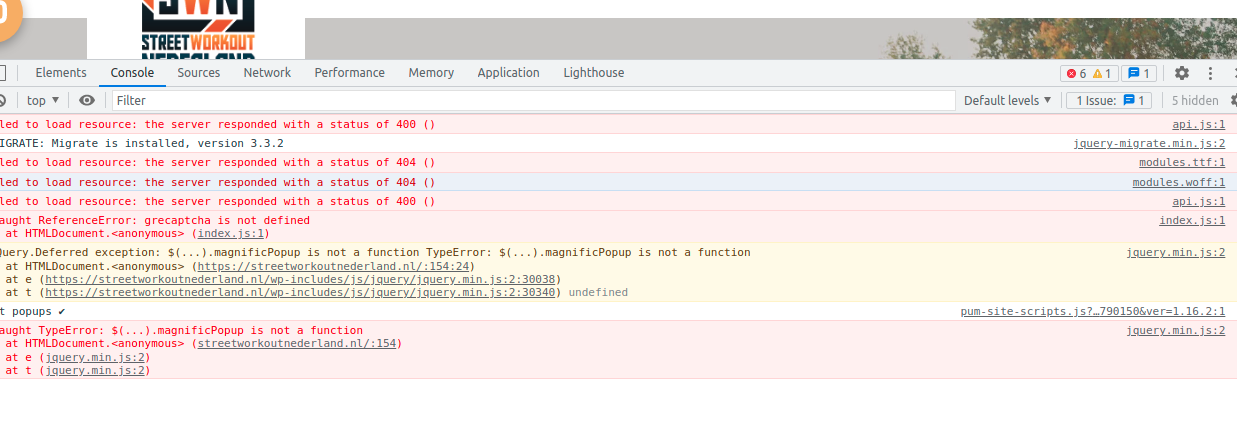 SWN
STREETWORKOUT
NEDERLAND
Elements Console Sources Network Performance Memory Application Lighthouse 6 1 1
top Filter Default levels 1 Issue: 1 5 hidden
led to load resource: the server responded with a status of 400 () api.js:1
IGRATE: Migrate is installed, version 3.3.2 jquery-migrate.min.js:2
led to load resource: the server responded with a status of 404 () modules.ttf:1
led to load resource: the server responded with a status of 404 () modules.woff:1
led to load resource: the server responded with a status of 400 () api.js:1
aught ReferenceError: grecaptcha is not defined index.js:1
at HTMLDocument.<anonymous> (index.js:1)
Query.Deferred exception: $(...).magnificPopup is not a function TypeError: $(...).magnificPopup is not a function jquery.min.js:2
at HTMLDocument.<anonymous> (https://streetworkoutnederland.nl/:154:24)
at e (https://streetworkoutnederland.nl/wp-includes/js/jquery/jquery.min.js:2:30038)
at t (https://streetworkoutnederland.nl/wp-includes/js/jquery/jquery.min.js:2:30340) undefined
t popups ✔ pum-site-scripts.js?…790150&ver=1.16.2:1
aught TypeError: $(...).magnificPopup is not a function jquery.min.js:2
at HTMLDocument.<anonymous> (streetworkoutnederland.nl/:154)
at e (jquery.min.js:2)
at t (jquery.min.js:2)